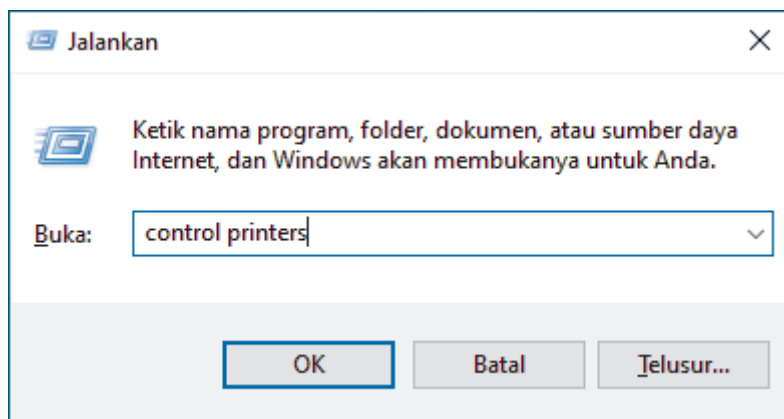 Jalankan
Ketik nama program, folder, dokumen, atau sumber daya
Internet, dan Windows akan membukanya untuk Anda.
Buka: control printers
OK Batal Telusur...